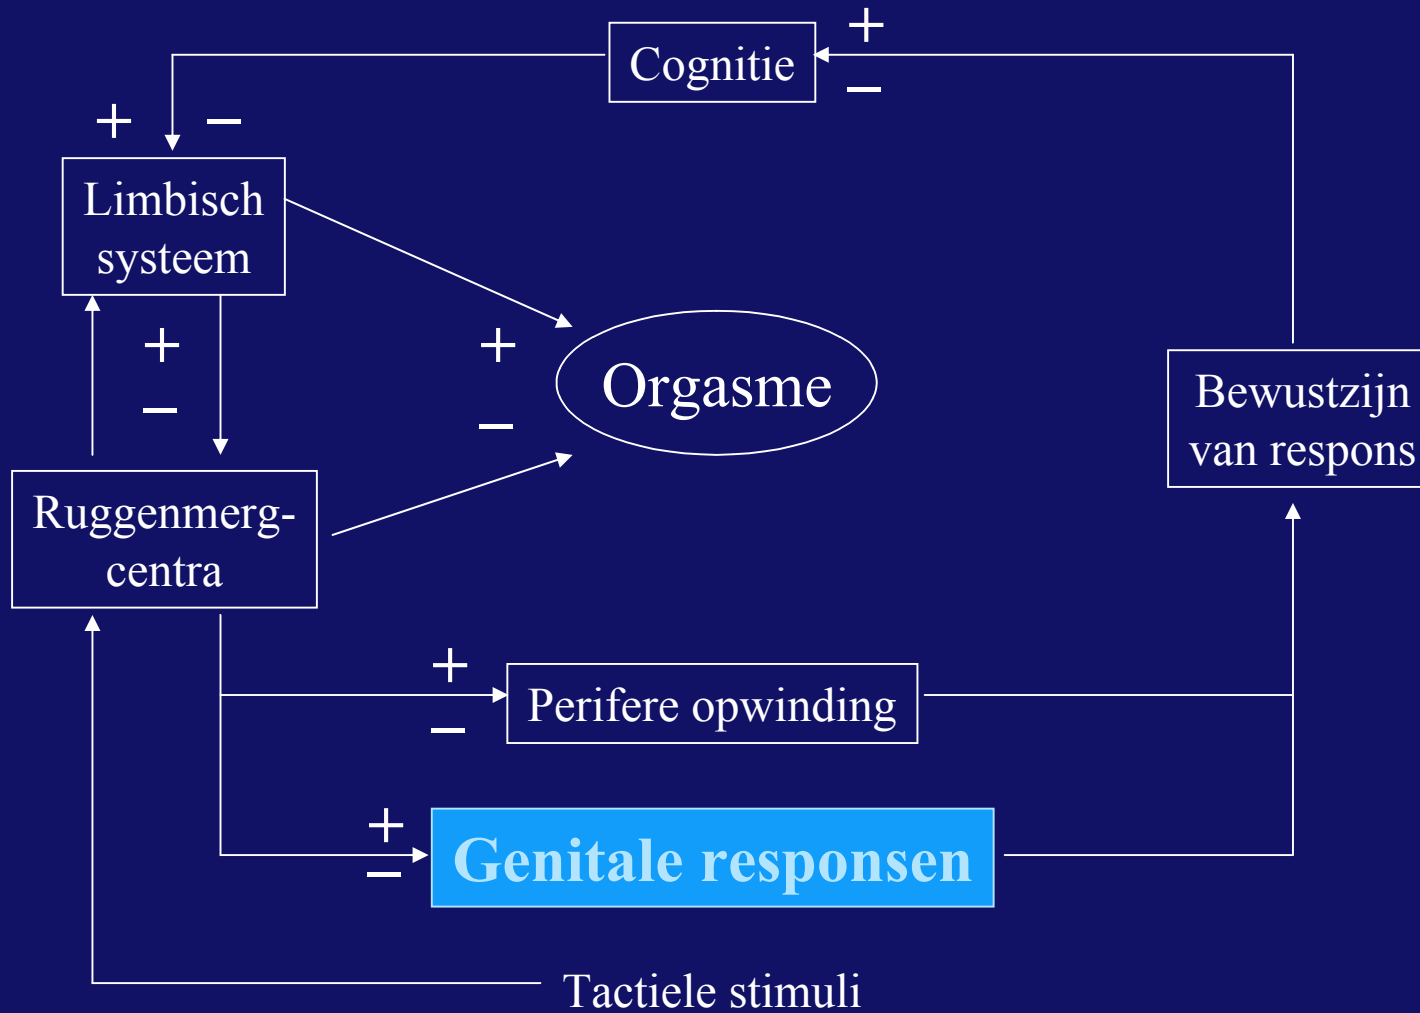 +
Cognitie
−
+ −
Limbisch
systeem
+
−
+
−
Orgasme
Bewustzijn
van respons
Ruggenmerg-
centra
+
−
Perifere opwinding
+
−
Genitale responsen
Tactiele stimuli